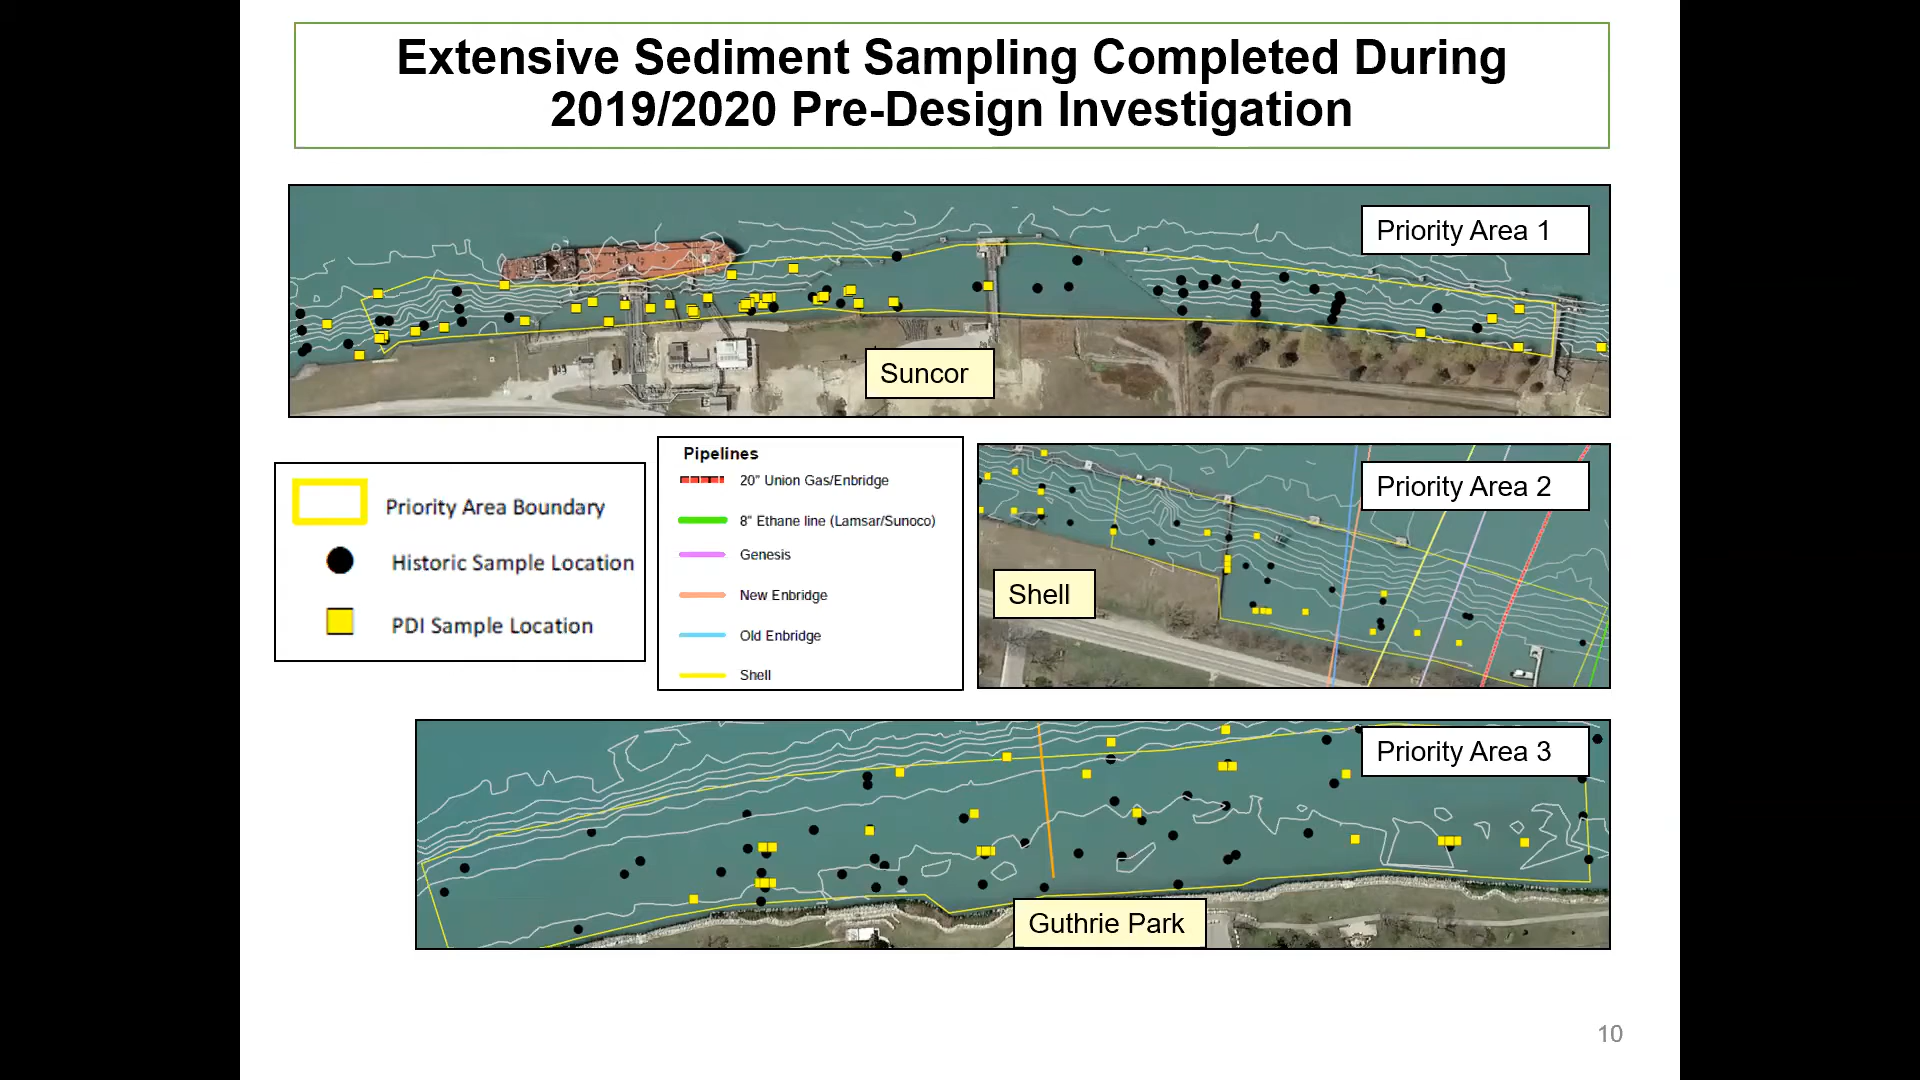 Extensive Sediment Sampling Completed During
2019/2020 Pre-Design Investigation
Priority Area 1
Suncor
Priority Area Boundary
Historic Sample Location
PDI Sample Location
Pipelines
20" Union Gas/Enbridge
8" Ethane line (Lamsar/Sunoco)
Genesis
New Enbridge
Old Enbridge
Shell
Priority Area 2
Shell
Priority Area 3
Guthrie Park
10